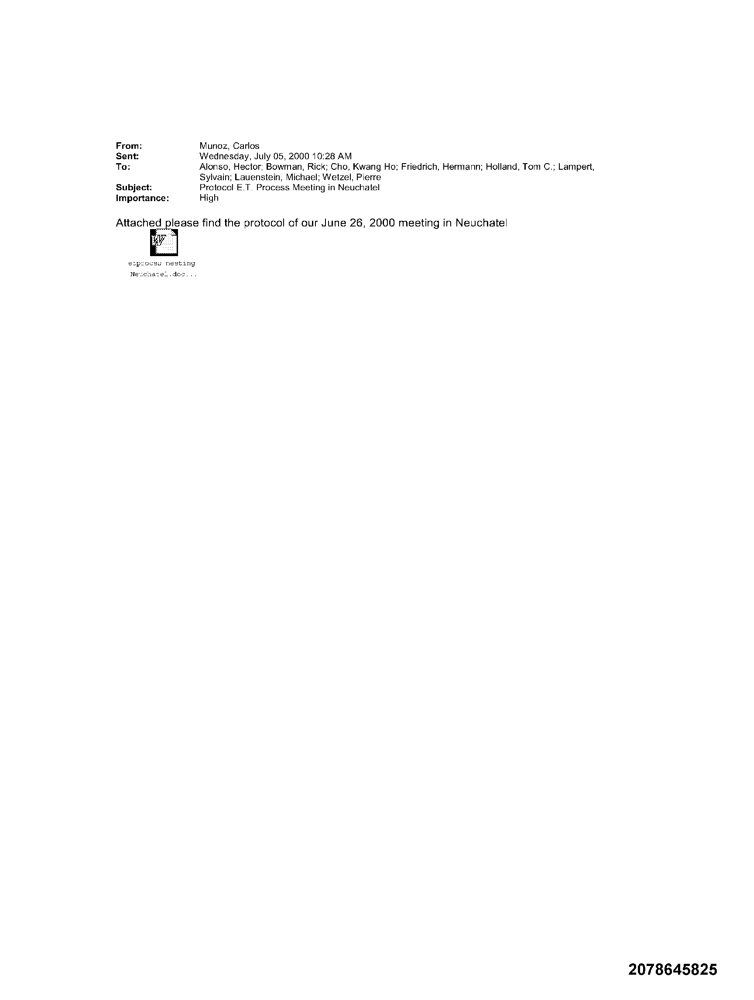 From: Munoz, Carlos
Sent: Wednesday, July 05, 2000 10:28 AM
To: Alonso, Hector; Bowman, Rick; Cho, Kwang Ho; Friedrich, Hermann; Holland, Tom C.; Lampert,
Sylvain; Lauenstein, Michael; Wetzel, Pierre
Subject: Protocol E.T. Process Meeting in Neuchatel
Importance: High
Attached please find the protocol of our June 26, 2000 meeting in Neuchatel
W
meeting
Neuchatel.doc...
2078645825